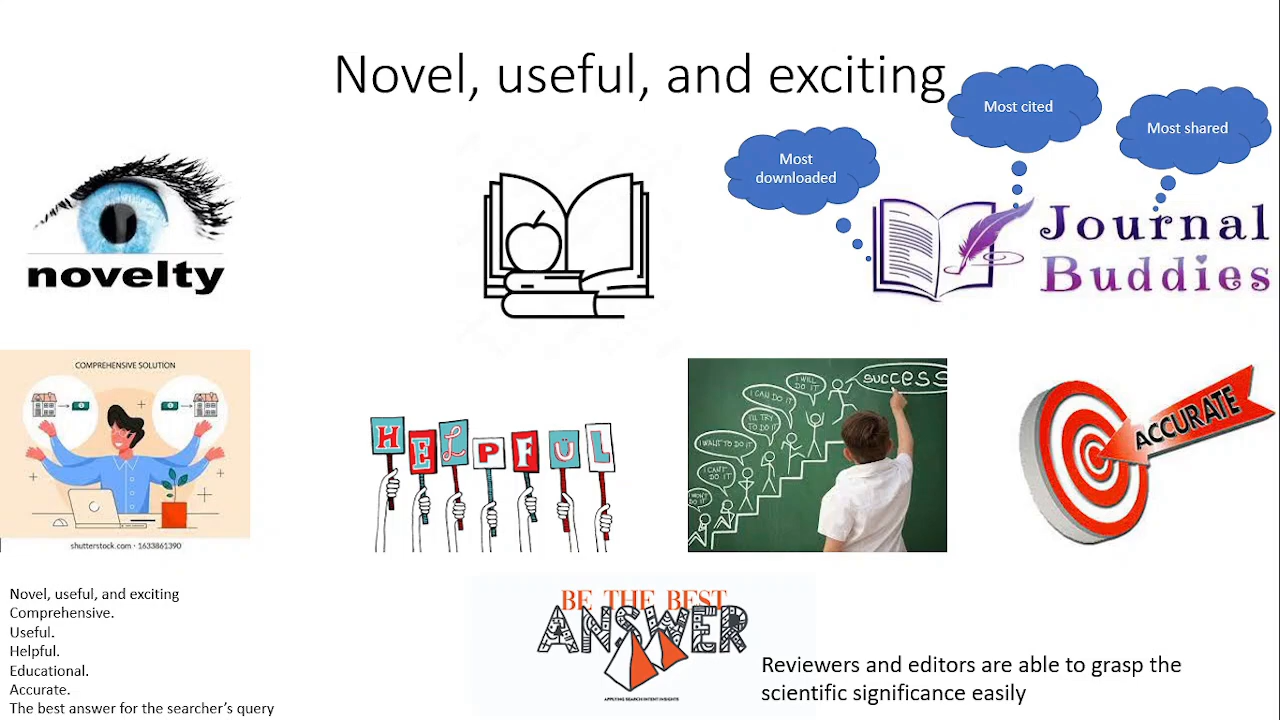 Novel, useful, and exciting
Most cited
Most shared
Most
downloaded
novelty
Journal
Buddies
COMPREHENSIVE SOLUTION
shutterstock.com · 1633861390
HELPFUL
SUCCESS
I WILL
DO IT
I CAN DO IT
I'LL TRY
TO DO IT
I WANT TO DO IT
I CAN'T
DO IT
I WON'T
DO IT
ACCURATE
Novel, useful, and exciting
Comprehensive.
Useful.
Helpful.
Educational.
Accurate.
The best answer for the searcher's query
BE THE BEST
ANSWER
APPLYING SEARCH INTENT INSIGHTS
Reviewers and editors are able to grasp the
scientific significance easily